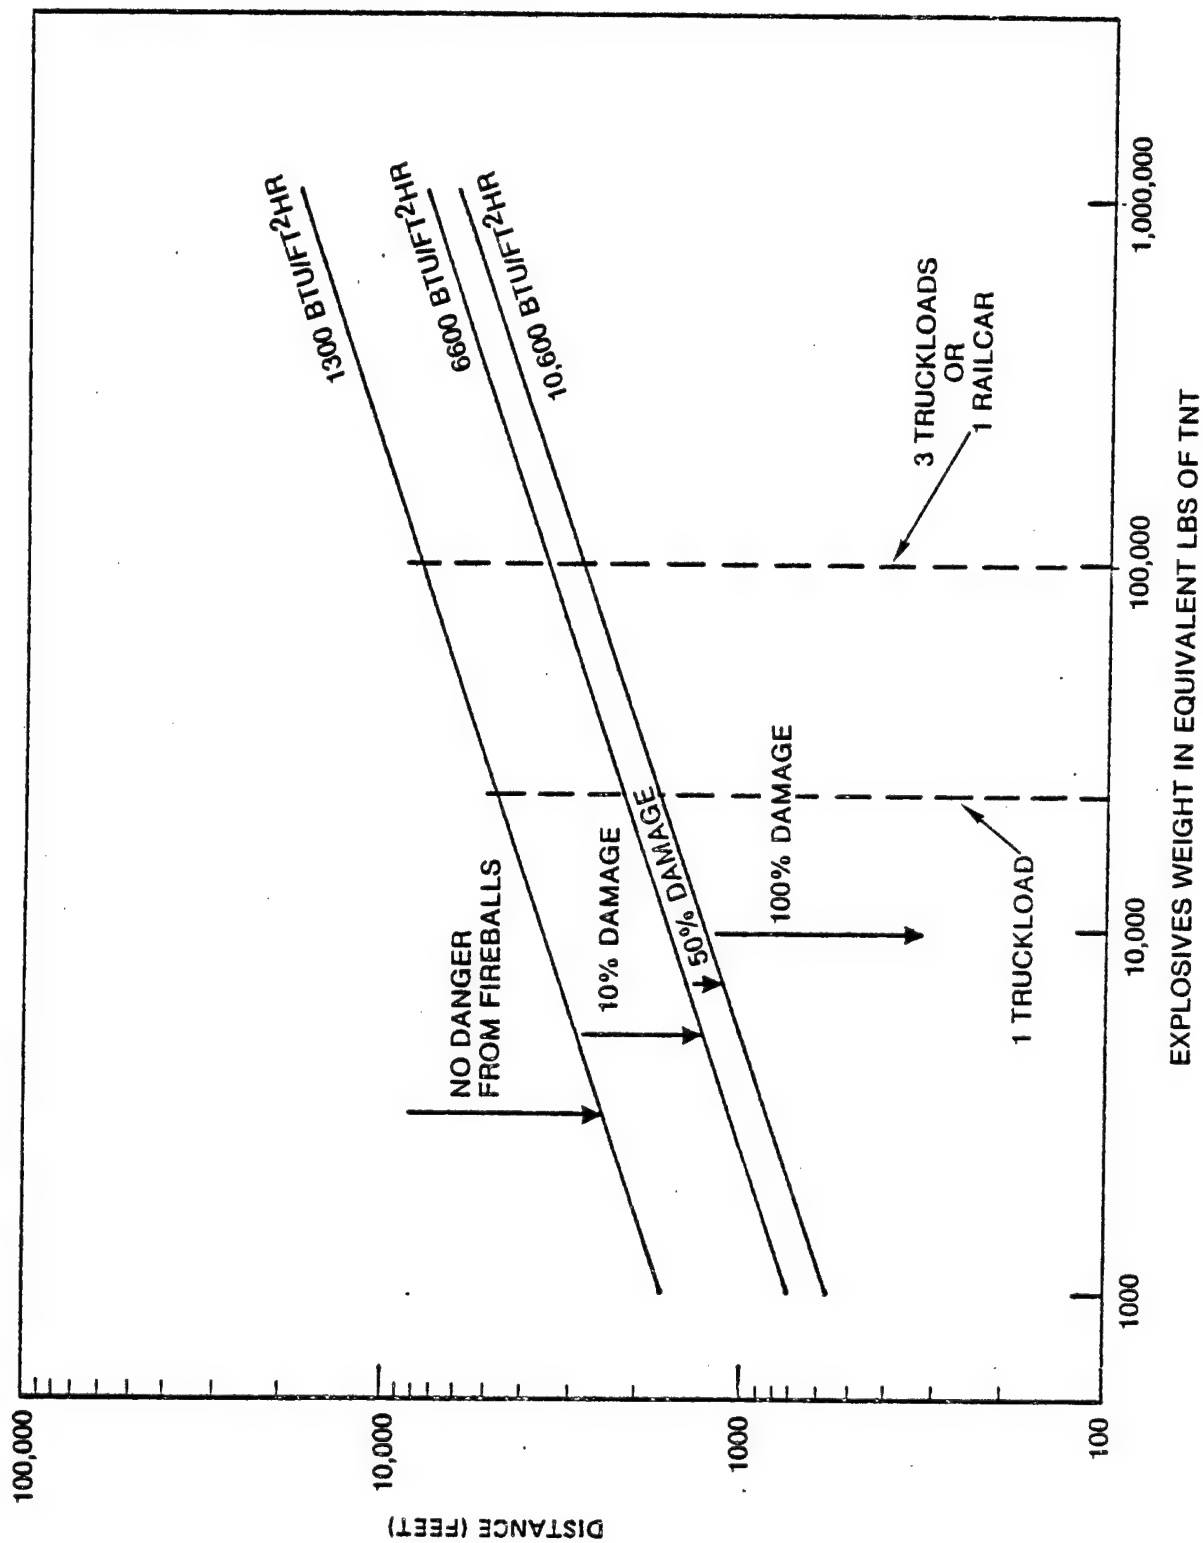 100,000
10,000
1000
100
DISTANCE (FEET)
1300 BTU/FT2HR
6600 BTU/FT2HR
10,600 BTU/FT2HR
NO DANGER
FROM FIREBALLS
10% DAMAGE
50% DAMAGE
100% DAMAGE
1 TRUCKLOAD
3 TRUCKLOADS
OR
1 RAILCAR
1000
10,000
100,000
1,000,000
EXPLOSIVES WEIGHT IN EQUIVALENT LBS OF TNT